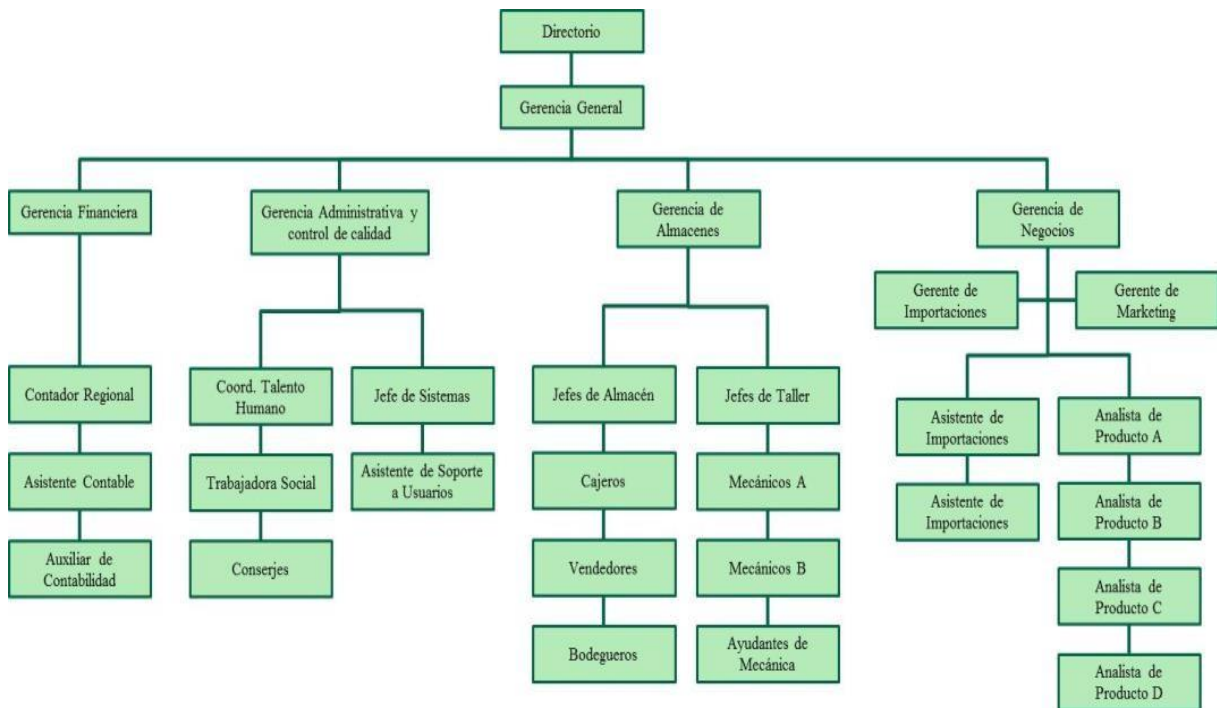 Directorio
Gerencia General
Gerencia Financiera
Gerencia Administrativa y
control de calidad
Gerencia de
Almacenes
Gerencia de
Negocios
Gerente de
Importaciones
Gerente de
Marketing
Contador Regional
Coord. Talento
Humano
Jefe de Sistemas
Jefes de Almacén
Jefes de Taller
Asistente de
Importaciones
Analista de
Producto A
Asistente Contable
Trabajadora Social
Asistente de Soporte
a Usuarios
Cajeros
Mecánicos A
Asistente de
Importaciones
Analista de
Producto B
Auxiliar de
Contabilidad
Conserjes
Vendedores
Mecánicos B
Analista de
Producto C
Bodegueros
Ayudantes de
Mecánica
Analista de
Producto D